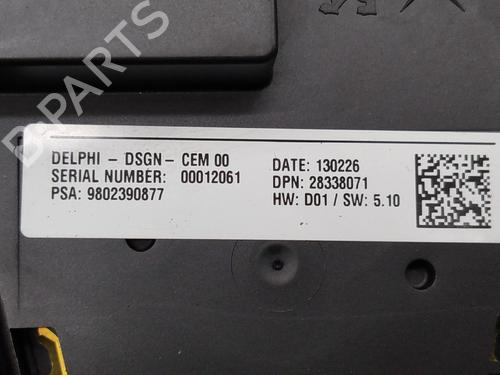 B-PARTS
DELPHI - DSGN - CEM 00
SERIAL NUMBER: 00012061
PSA: 9802390877
DATE: 130226
DPN: 28338071
HW: D01 / SW: 5.10